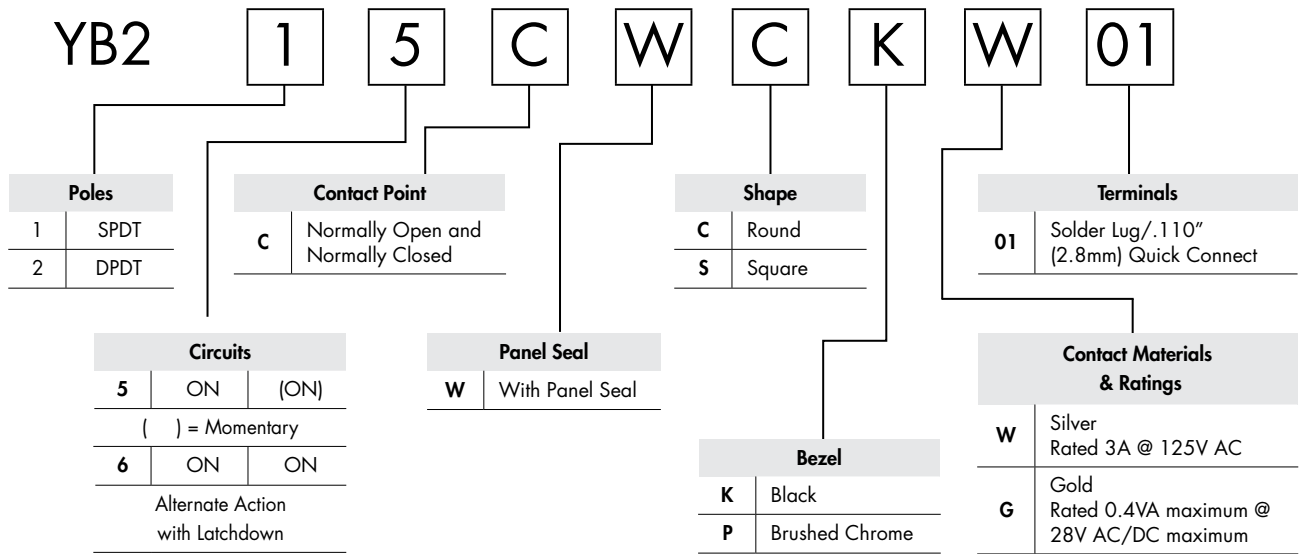 YB2 1 5 C W C K W 01
Poles
1 SPDT
2 DPDT
Contact Point
C Normally Open and
Normally Closed
Shape
C Round
S Square
Terminals
01 Solder Lug/.110”
(2.8mm) Quick Connect
Circuits
5 ON (ON)
( ) = Momentary
6 ON ON
Alternate Action
with Latchdown
Panel Seal
W With Panel Seal
Bezel
K Black
P Brushed Chrome
Contact Materials
& Ratings
W Silver
Rated 3A @ 125V AC
G Gold
Rated 0.4VA maximum @
28V AC/DC maximum